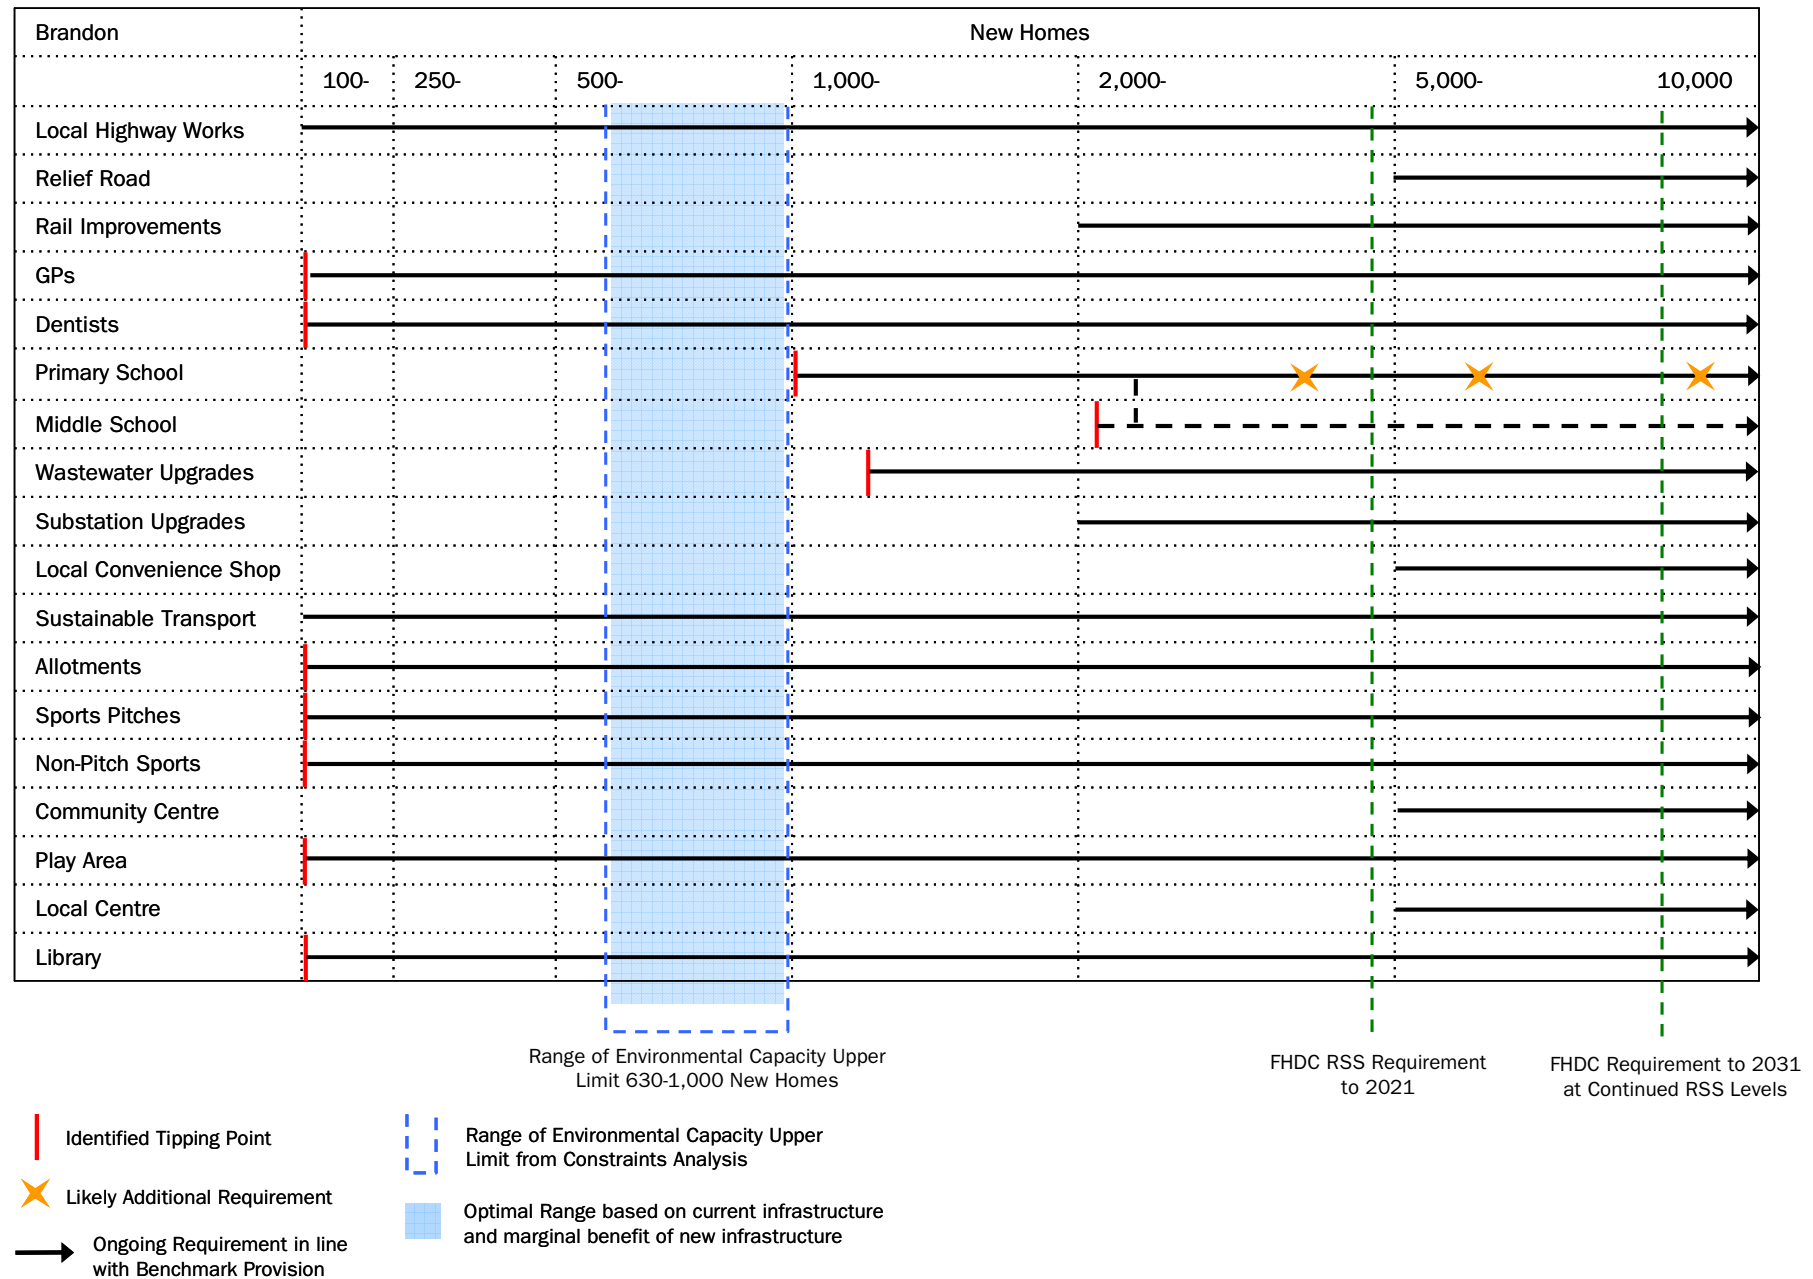 Brandon
New Homes
100- 250- 500- 1,000- 2,000- 5,000- 10,000
Local Highway Works
Relief Road
Rail Improvements
GPs
Dentists
Primary School
Middle School
Wastewater Upgrades
Substation Upgrades
Local Convenience Shop
Sustainable Transport
Allotments
Sports Pitches
Non-Pitch Sports
Community Centre
Play Area
Local Centre
Library
Range of Environmental Capacity Upper
Limit 630-1,000 New Homes
FHDC RSS Requirement
to 2021
FHDC Requirement to 2031
at Continued RSS Levels
Identified Tipping Point
Likely Additional Requirement
Ongoing Requirement in line
with Benchmark Provision
Range of Environmental Capacity Upper
Limit from Constraints Analysis
Optimal Range based on current infrastructure
and marginal benefit of new infrastructure